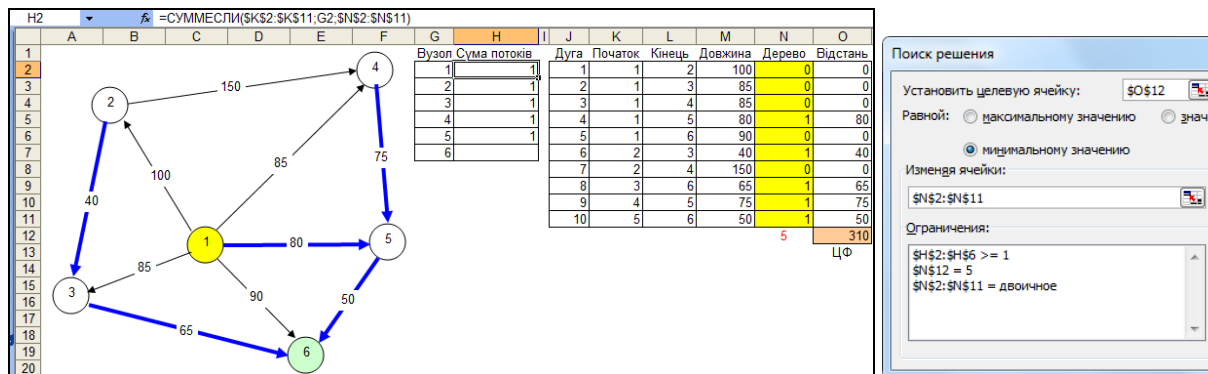 H2 fx =СУММЕСЛИ($K$2:$K$11;G2;$N$2:$N$11)
A B C D E F G H I J K L M N O
1 Вузол Сума потоків Дуга Початок Кінець Довжина Дерево Відстань
2 1 1 1 1 2 100 0 0
3 2 1 2 1 3 85 0 0
4 3 1 3 1 4 85 0 0
5 4 1 4 1 5 80 1 80
6 5 1 5 1 6 90 0 0
7 6 6 2 3 40 1 40
8 7 2 4 150 0 0
9 8 3 6 65 1 65
10 9 4 5 75 1 75
11 10 5 6 50 1 50
12 5 310
13 ЦФ
14
15
16
17
18
19
20
4
150
2
85
75
100
40
1
80
5
85
3
90
50
65
6
Поиск решения
Установить целевую ячейку: $O$12
Равной: максимальному значению знач
минимальному значению
Изменяя ячейки:
$N$2:$N$11
Ограничения:
$H$2:$H$6 >= 1
$N$12 = 5
$N$2:$N$11 = двоичное